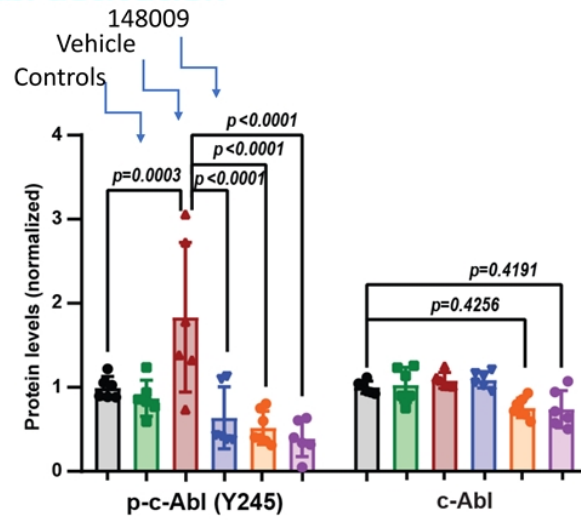 148009
Vehicle
Controls
p<0.0001
p<0.0001
p=0.0003 p<0.0001
p=0.4191
p=0.4256
Protein levels (normalized)
4
3
2
1
0
p-c-Abl (Y245) c-Abl